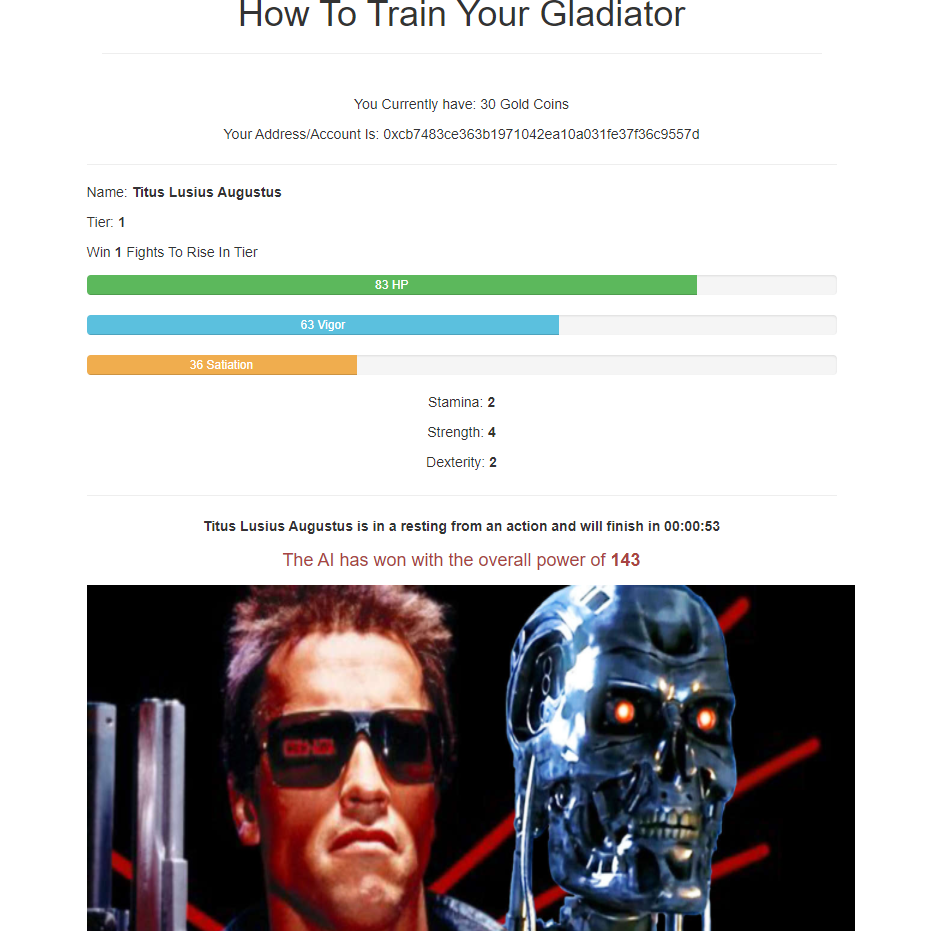 How To Train Your Gladiator
You Currently have: 30 Gold Coins
Your Address/Account Is: 0xcb7483ce363b1971042ea10a031fe37f36c9557d
Name: Titus Lusius Augustus
Tier: 1
Win 1 Fights To Rise In Tier
83 HP
63 Vigor
36 Satiation
Stamina: 2
Strength: 4
Dexterity: 2
Titus Lusius Augustus is in a resting from an action and will finish in 00:00:53
The AI has won with the overall power of 143